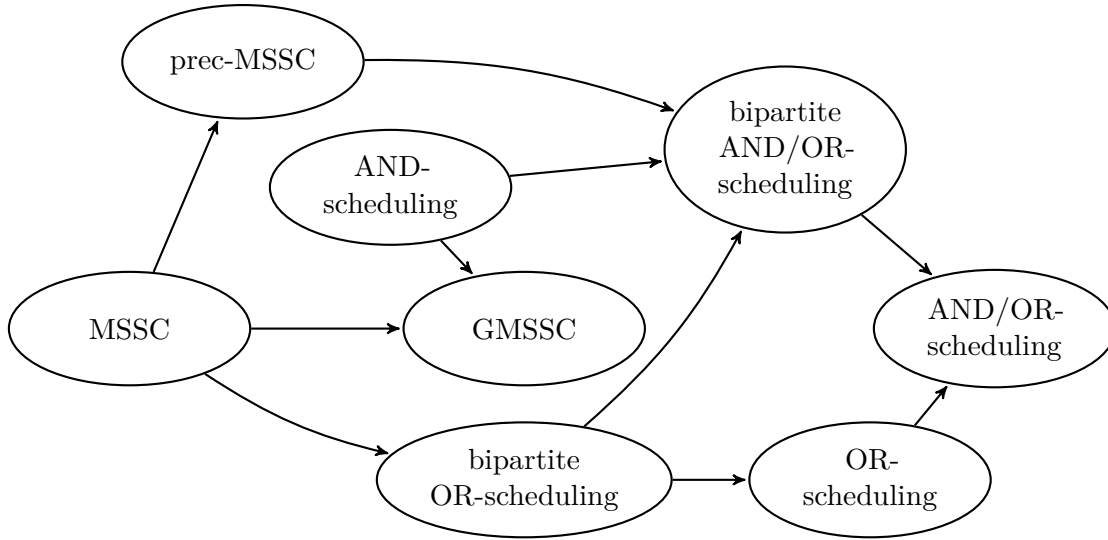 prec-MSSC
bipartite
AND/OR-
scheduling
AND-
scheduling
MSSC
GMSSC
AND/OR-
scheduling
bipartite
OR-scheduling
OR-
scheduling